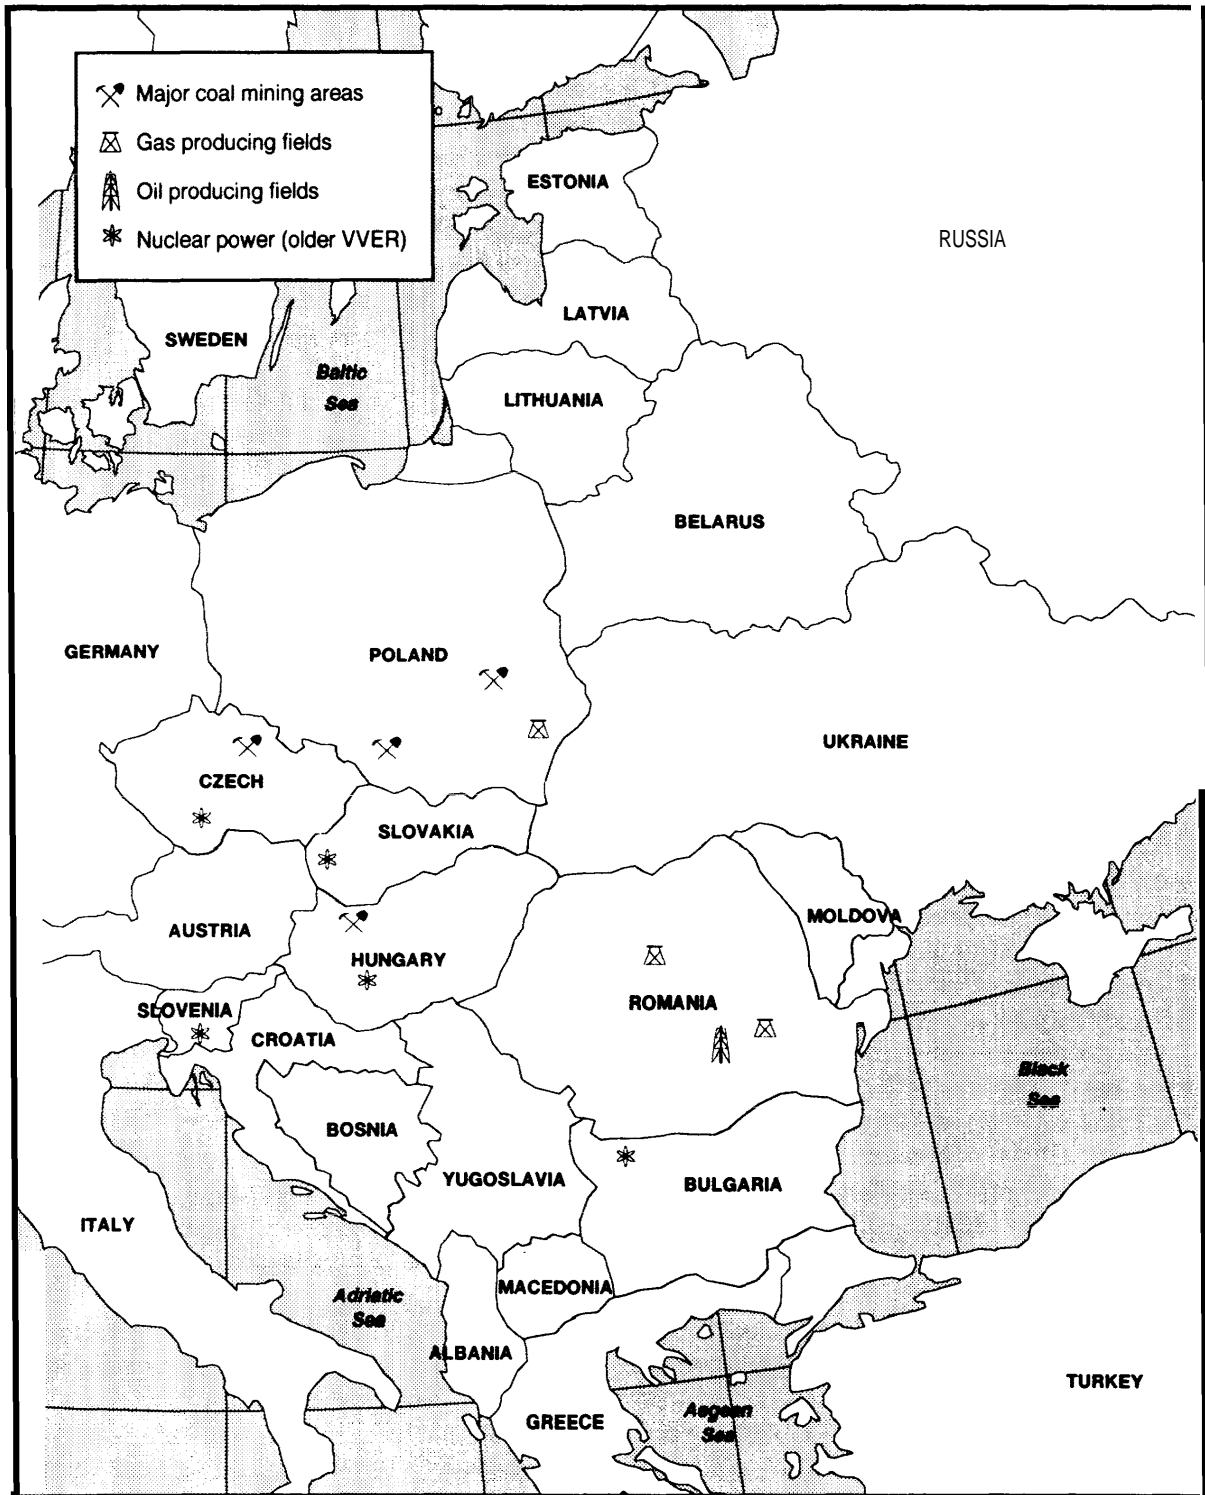 Major coal mining areas
Gas producing fields
Oil producing fields
Nuclear power (older VVER)
ESTONIA
RUSSIA
LATVIA
SWEDEN
Baltic
Sea
LITHUANIA
BELARUS
GERMANY
POLAND
UKRAINE
CZECH
SLOVAKIA
MOLDOVA
AUSTRIA
HUNGARY
ROMANIA
SLOVENIA
CROATIA
Black
Sea
BOSNIA
YUGOSLAVIA
BULGARIA
ITALY
MACEDONIA
Adriatic
Sea
ALBANIA
TURKEY
GREECE
Aegean
Sea